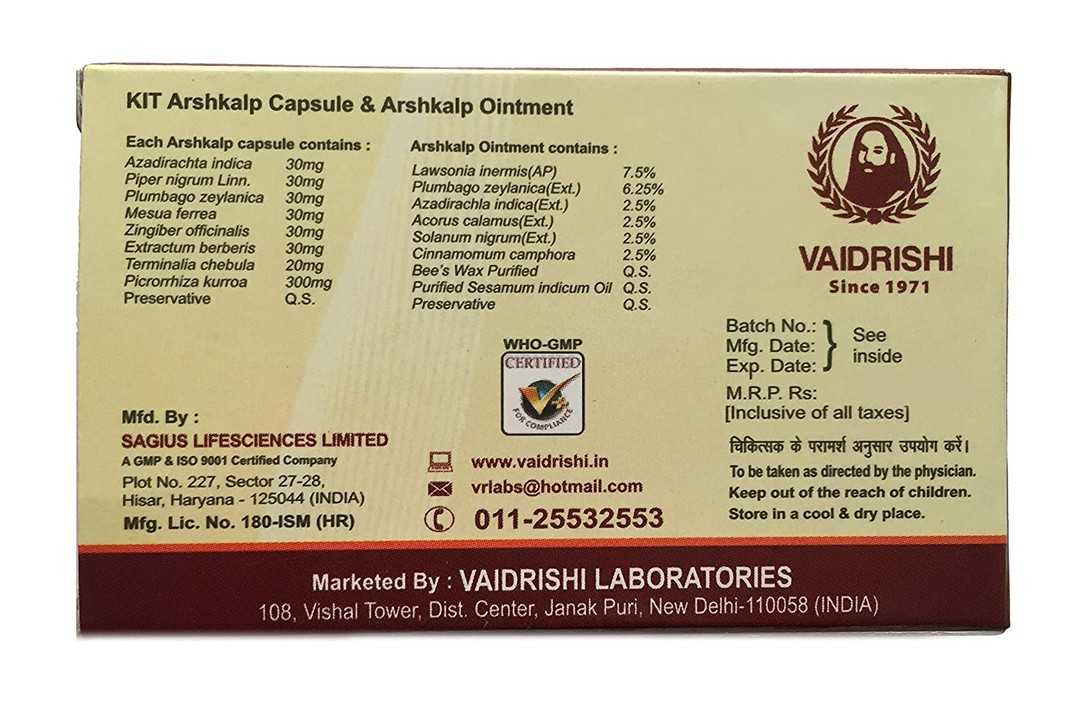 KIT Arshkalp Capsule & Arshkalp Ointment
Each Arshkalp capsule contains :
Azadirachta indica 30mg
Piper nigrum Linn. 30mg
Plumbago zeylanica 30mg
Mesua ferrea 30mg
Zingiber officinalis 30mg
Extractum berberis 30mg
Terminalia chebula 20mg
Picrorrhiza kurroa 300mg
Preservative Q.S.
Arshkalp Ointment contains :
Lawsonia inermis(AP) 7.5%
Plumbago zeylanica(Ext.) 6.25%
Azadirachla indica(Ext.) 2.5%
Acorus calamus(Ext.) 2.5%
Solanum nigrum(Ext.) 2.5%
Cinnamomum camphora 2.5%
Bee's Wax Purified Q.S.
Purified Sesamum indicum Oil Q.S.
Preservative Q.S.
VAIDRISHI
Since 1971
Batch No.:
Mfg. Date:
Exp. Date:
See
inside
M.R.P. Rs:
[Inclusive of all taxes]
WHO-GMP
CERTIFIED
FOR COMPLIANCE
Mfd. By :
SAGIUS LIFESCIENCES LIMITED
A GMP & ISO 9001 Certified Company
Plot No. 227, Sector 27-28,
Hisar, Haryana - 125044 (INDIA)
Mfg. Lic. No. 180-ISM (HR)
www.vaidrishi.in
vrlabs@hotmail.com
011-25532553
चिकित्सक के परामर्श अनुसार उपयोग करें।
To be taken as directed by the physician.
Keep out of the reach of children.
Store in a cool & dry place.
Marketed By : VAIDRISHI LABORATORIES
108, Vishal Tower, Dist. Center, Janak Puri, New Delhi-110058 (INDIA)